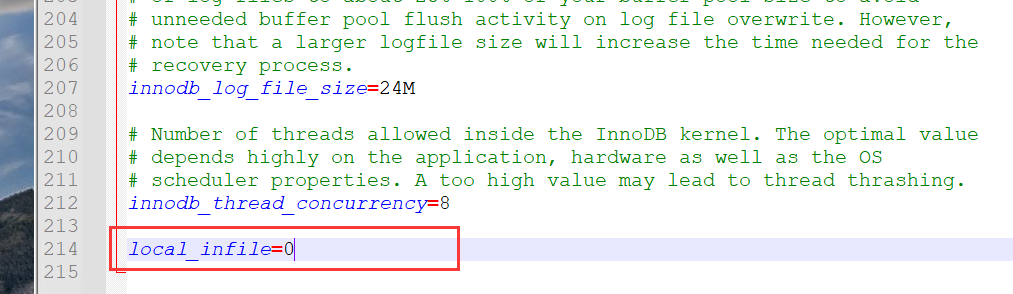 204 # unneeded buffer pool flush activity on log file overwrite. However,
205 # note that a larger logfile size will increase the time needed for the
206 # recovery process.
207 innodb_log_file_size=24M
208
209 # Number of threads allowed inside the InnoDB kernel. The optimal value
210 # depends highly on the application, hardware as well as the OS
211 # scheduler properties. A too high value may lead to thread thrashing.
212 innodb_thread_concurrency=8
213
214 local_infile=0
215